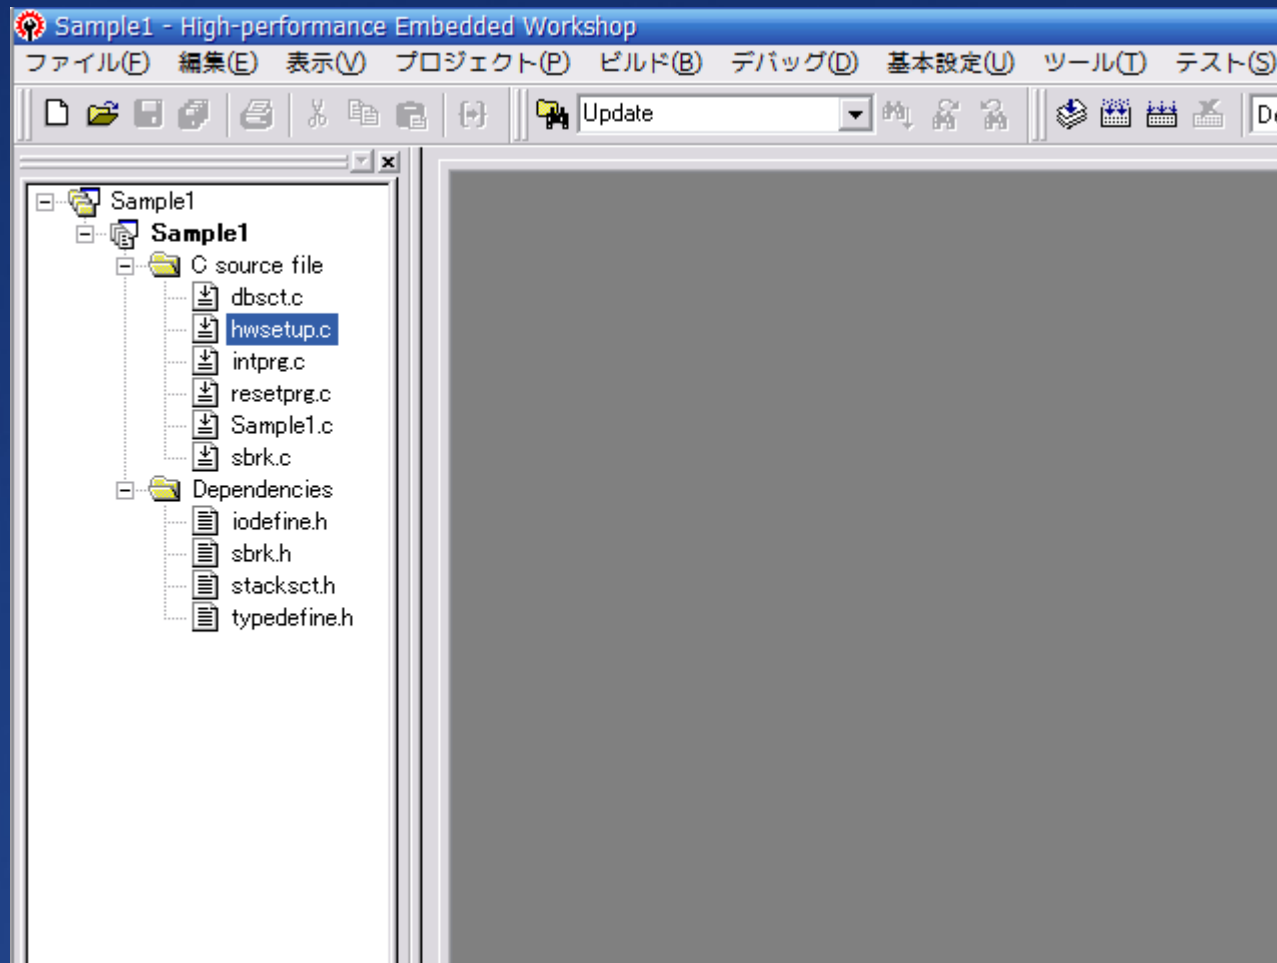 Sample1 - High-performance Embedded Workshop
ファイル(F) 編集(E) 表示(V) プロジェクト(P) ビルド(B) デバッグ(D) 基本設定(U) ツール(T) テスト(S)
Update
Sample1
Sample1
C source file
dbsct.c
hwsetup.c
intprg.c
resetprg.c
Sample1.c
sbrk.c
Dependencies
iodefine.h
sbrk.h
stacksct.h
typedefine.h